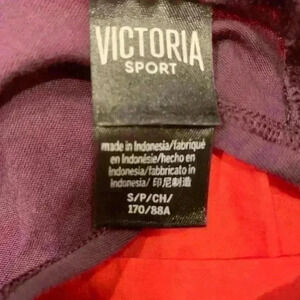 VICTORIA
SPORT
made in Indonesia/fabriqué
en Indonésie/hecho en
Indonesia/fabbricato in
Indonesia/ 印尼制造
S/P/CH/
170/88A